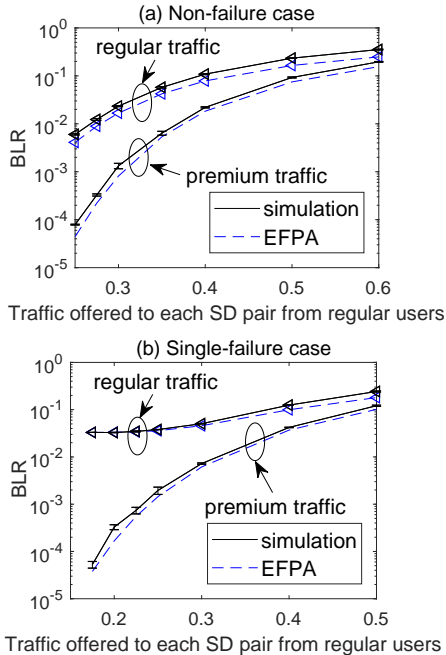 (a) Non-failure case
regular traffic
premium traffic
simulation
EFPA
BLR
10^0
10^-1
10^-2
10^-3
10^-4
10^-5
0.3 0.4 0.5 0.6
Traffic offered to each SD pair from regular users
(b) Single-failure case
regular traffic
premium traffic
simulation
EFPA
BLR
10^0
10^-1
10^-2
10^-3
10^-4
10^-5
0.2 0.3 0.4 0.5
Traffic offered to each SD pair from regular users